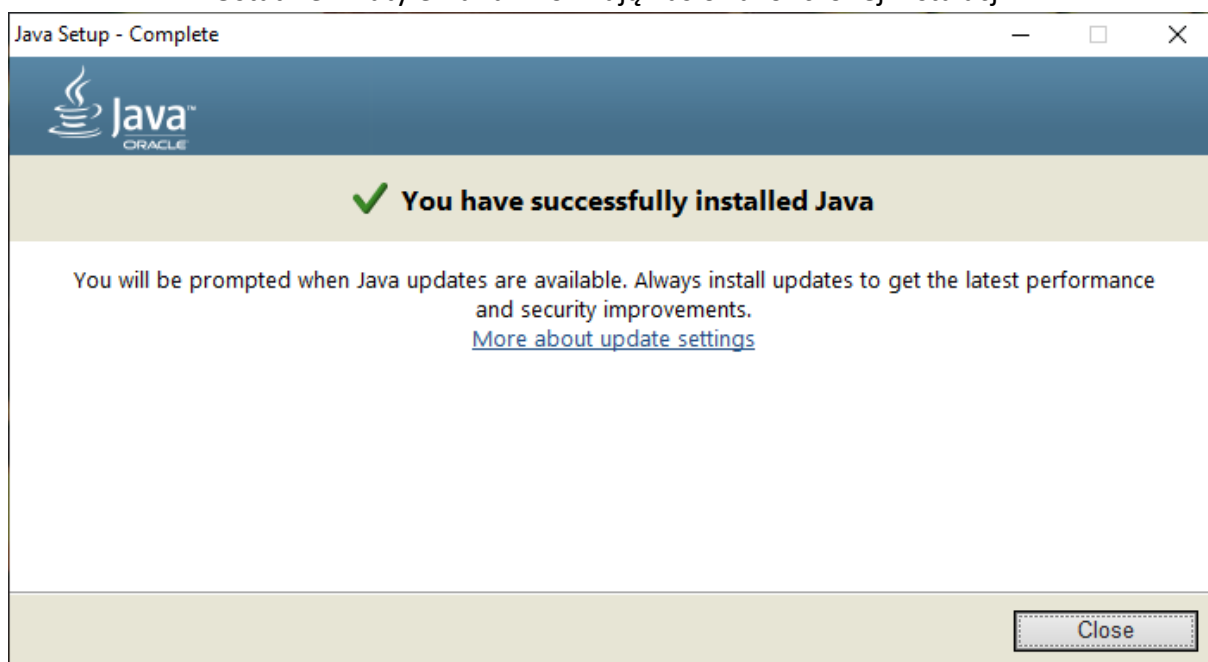 Java Setup - Complete
Java™
ORACLE
You have successfully installed Java
You will be prompted when Java updates are available. Always install updates to get the latest performance
and security improvements.
More about update settings
Close